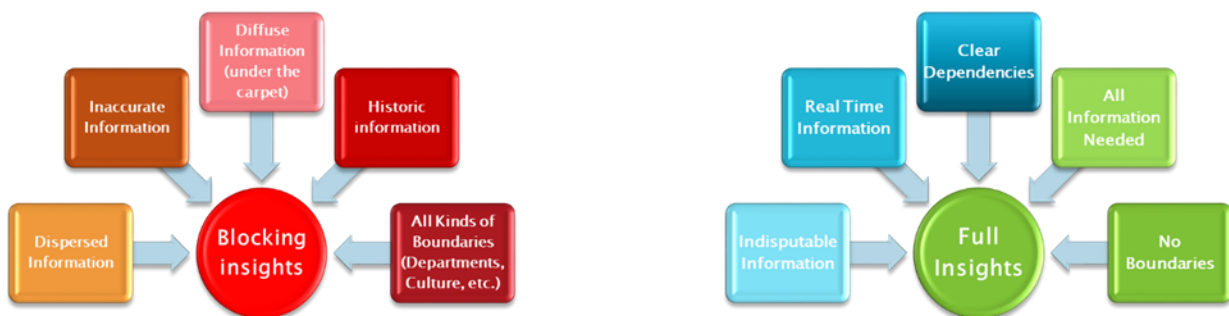 Diffuse
Information
(under the
carpet)
Inaccurate
Information
Historic
information
Dispersed
Information
Blocking
insights
All Kinds of
Boundaries
(Departments,
Culture, etc.)
Clear
Dependencies
Real Time
Information
All
Information
Needed
Indisputable
Information
Full
Insights
No
Boundaries